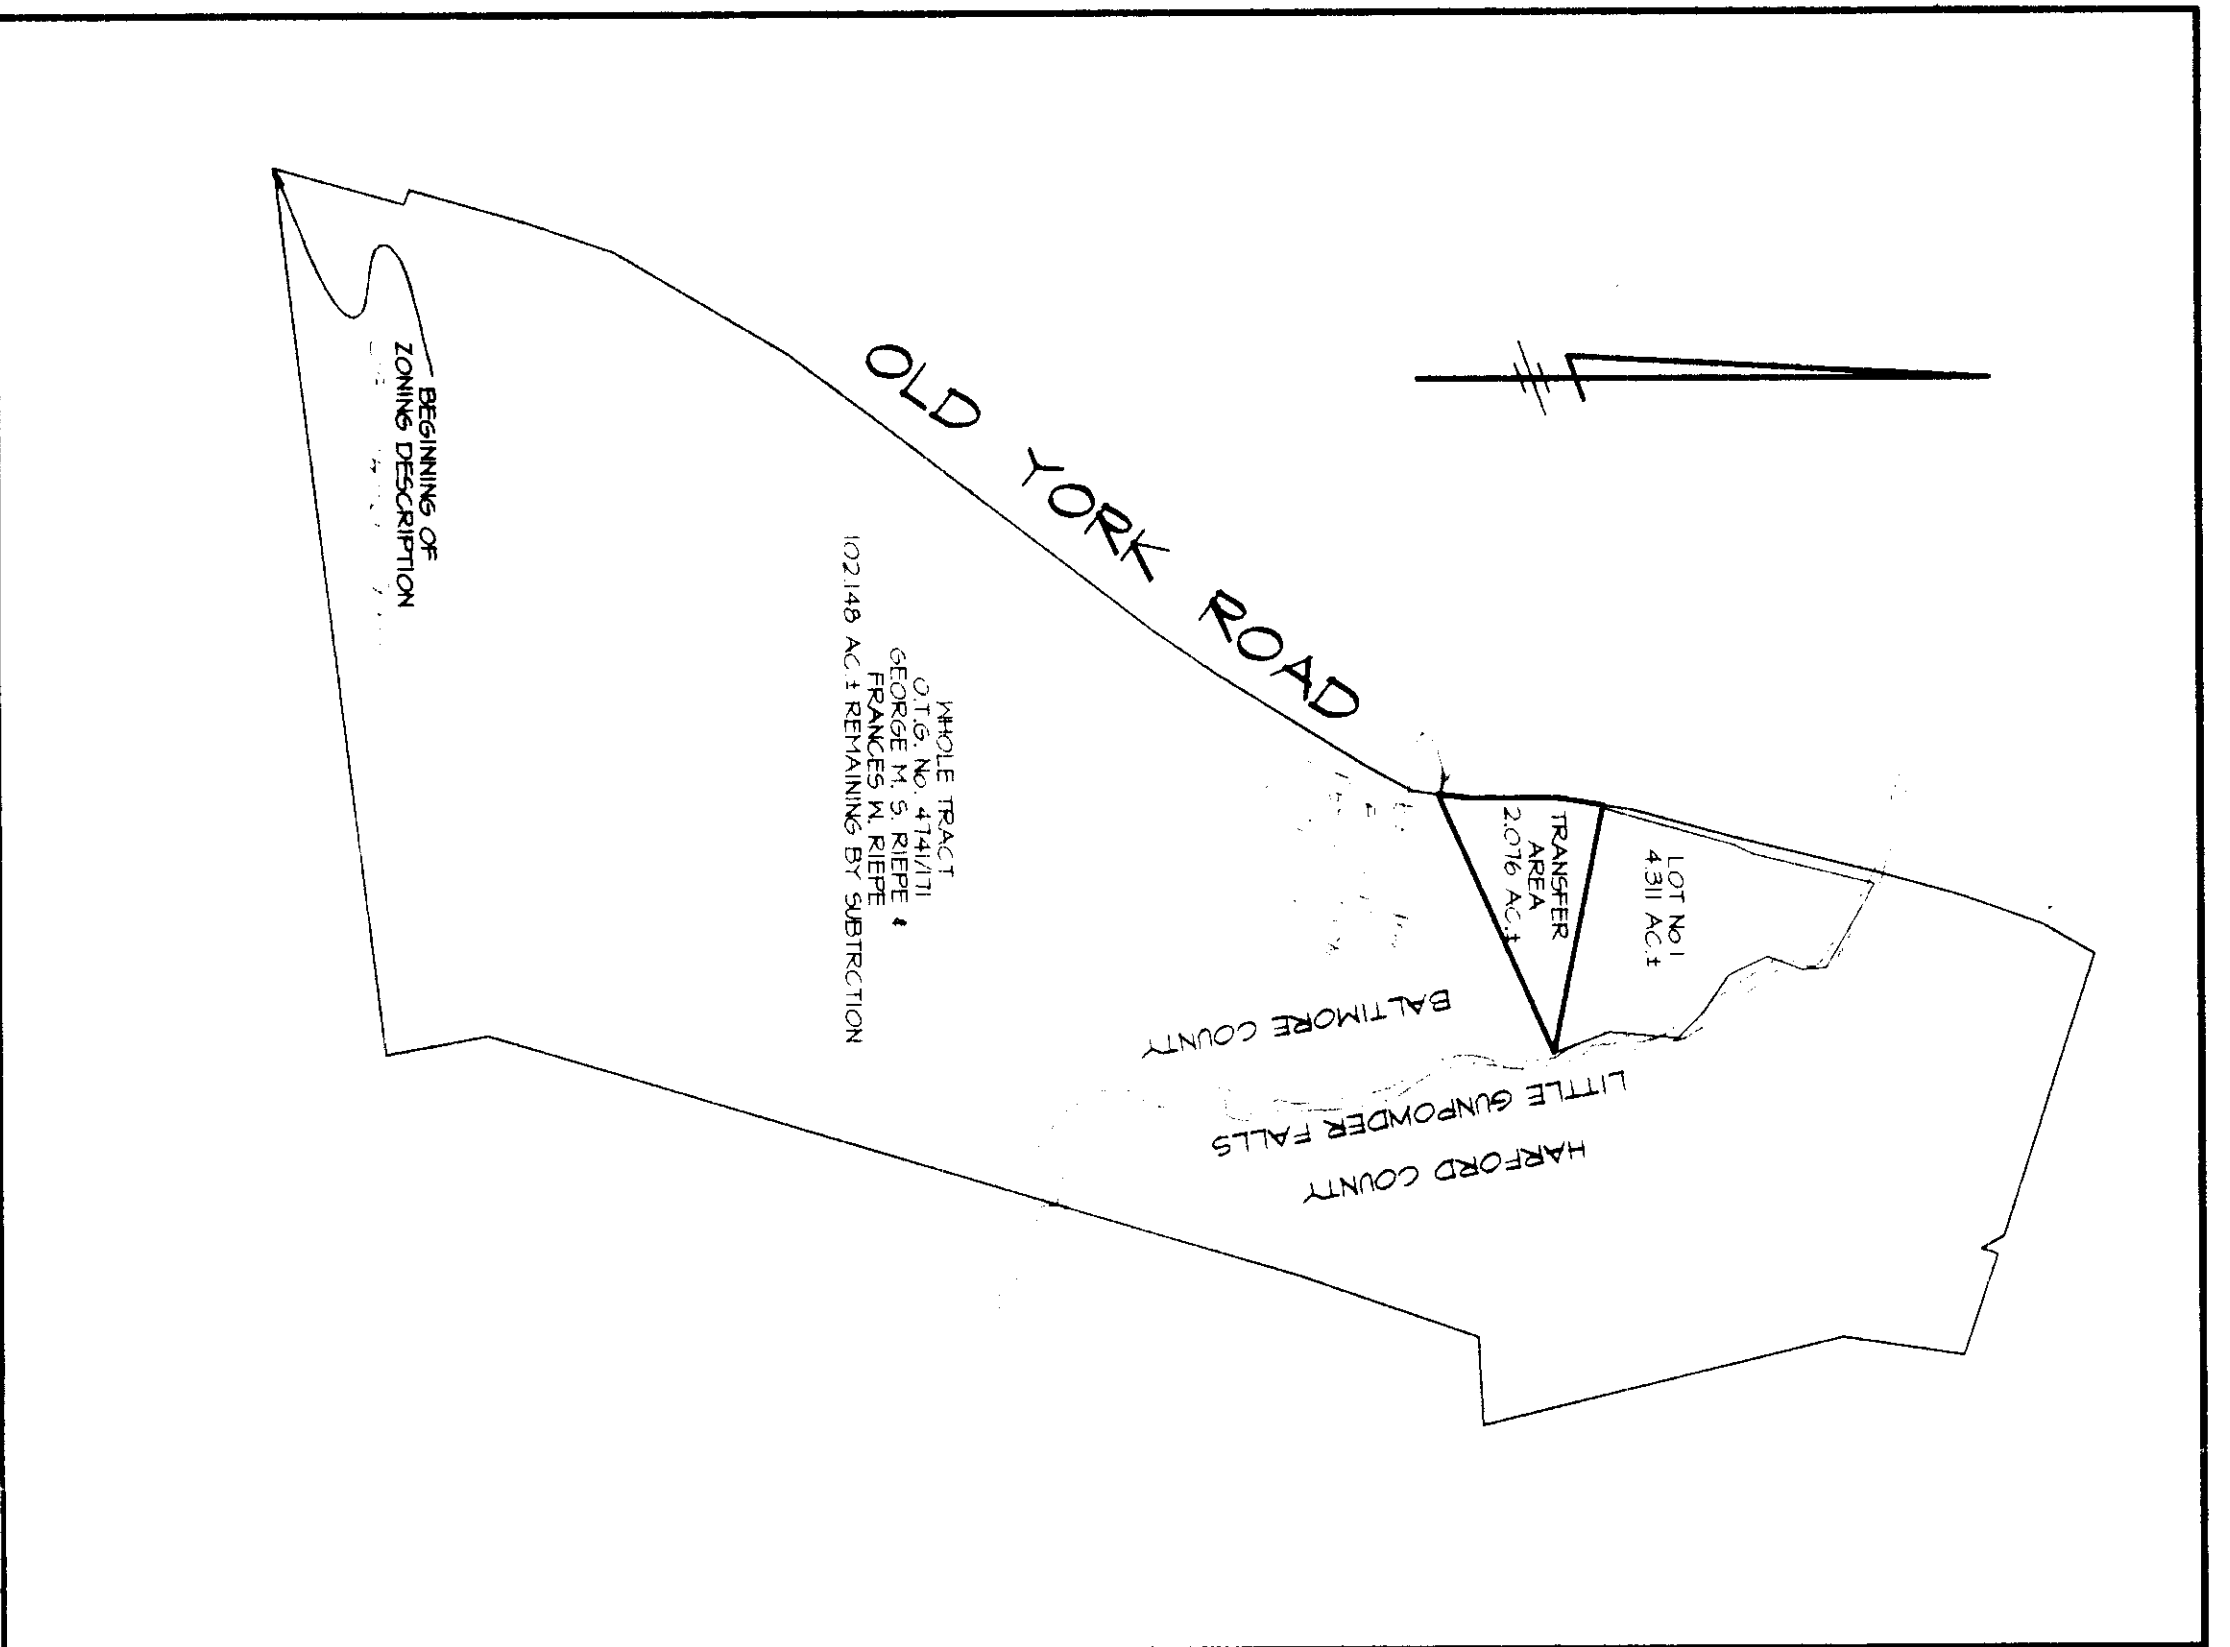 OLD YORK ROAD
BEGINNING OF
ZONING DESCRIPTION
WHOLE TRACT
O.T.G. No. 4741/171
GEORGE M. S. RIEPE &
FRANCES W. RIEPE
102.148 AC.± REMAINING BY SUBTRCTION
LOT No 1
4.311 AC.±
TRANSFER
AREA
2.076 AC.±
BALTIMORE COUNTY
LITTLE GUNPOWDER FALLS
HARFORD COUNTY